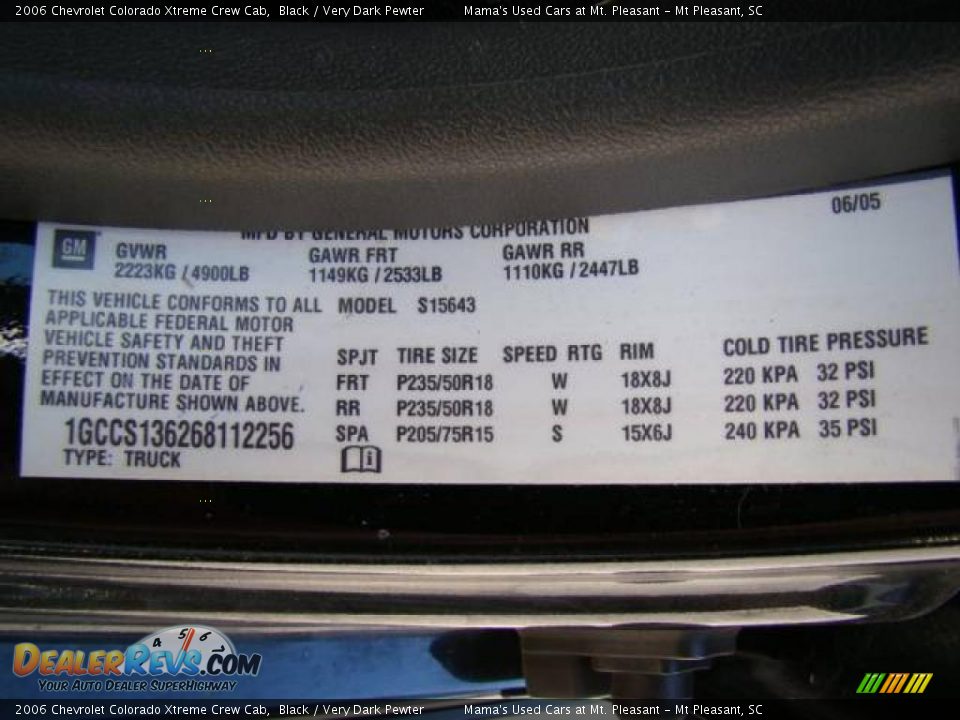 2006 Chevrolet Colorado Xtreme Crew Cab, Black / Very Dark Pewter Mama's Used Cars at Mt. Pleasant - Mt Pleasant, SC
06/05
MFD BY GENERAL MOTORS CORPORATION
GM
GVWR GAWR FRT GAWR RR
2223KG / 4900LB 1149KG / 2533LB 1110KG / 2447LB
THIS VEHICLE CONFORMS TO ALL
APPLICABLE FEDERAL MOTOR
VEHICLE SAFETY AND THEFT
PREVENTION STANDARDS IN
EFFECT ON THE DATE OF
MANUFACTURE SHOWN ABOVE.
1GCCS136268112256
TYPE: TRUCK
MODEL S15643
SPJT TIRE SIZE SPEED RTG RIM COLD TIRE PRESSURE
FRT P235/50R18 W 18X8J 220 KPA 32 PSI
RR P235/50R18 W 18X8J 220 KPA 32 PSI
SPA P205/75R15 S 15X6J 240 KPA 35 PSI
i
4 5 6 7
DEALERREVS.COM
YOUR AUTO DEALER SUPERHIGHWAY
2006 Chevrolet Colorado Xtreme Crew Cab, Black / Very Dark Pewter Mama's Used Cars at Mt. Pleasant - Mt Pleasant, SC